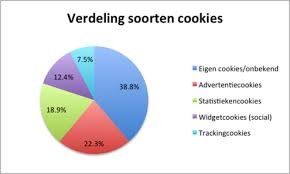 Verdeling soorten cookies
7.5%
12.4%
38.8%
18.9%
22.3%
Eigen cookies/onbekend
Advertentiecookies
Statistiekencookies
Widgetcookies (social)
Trackingcookies